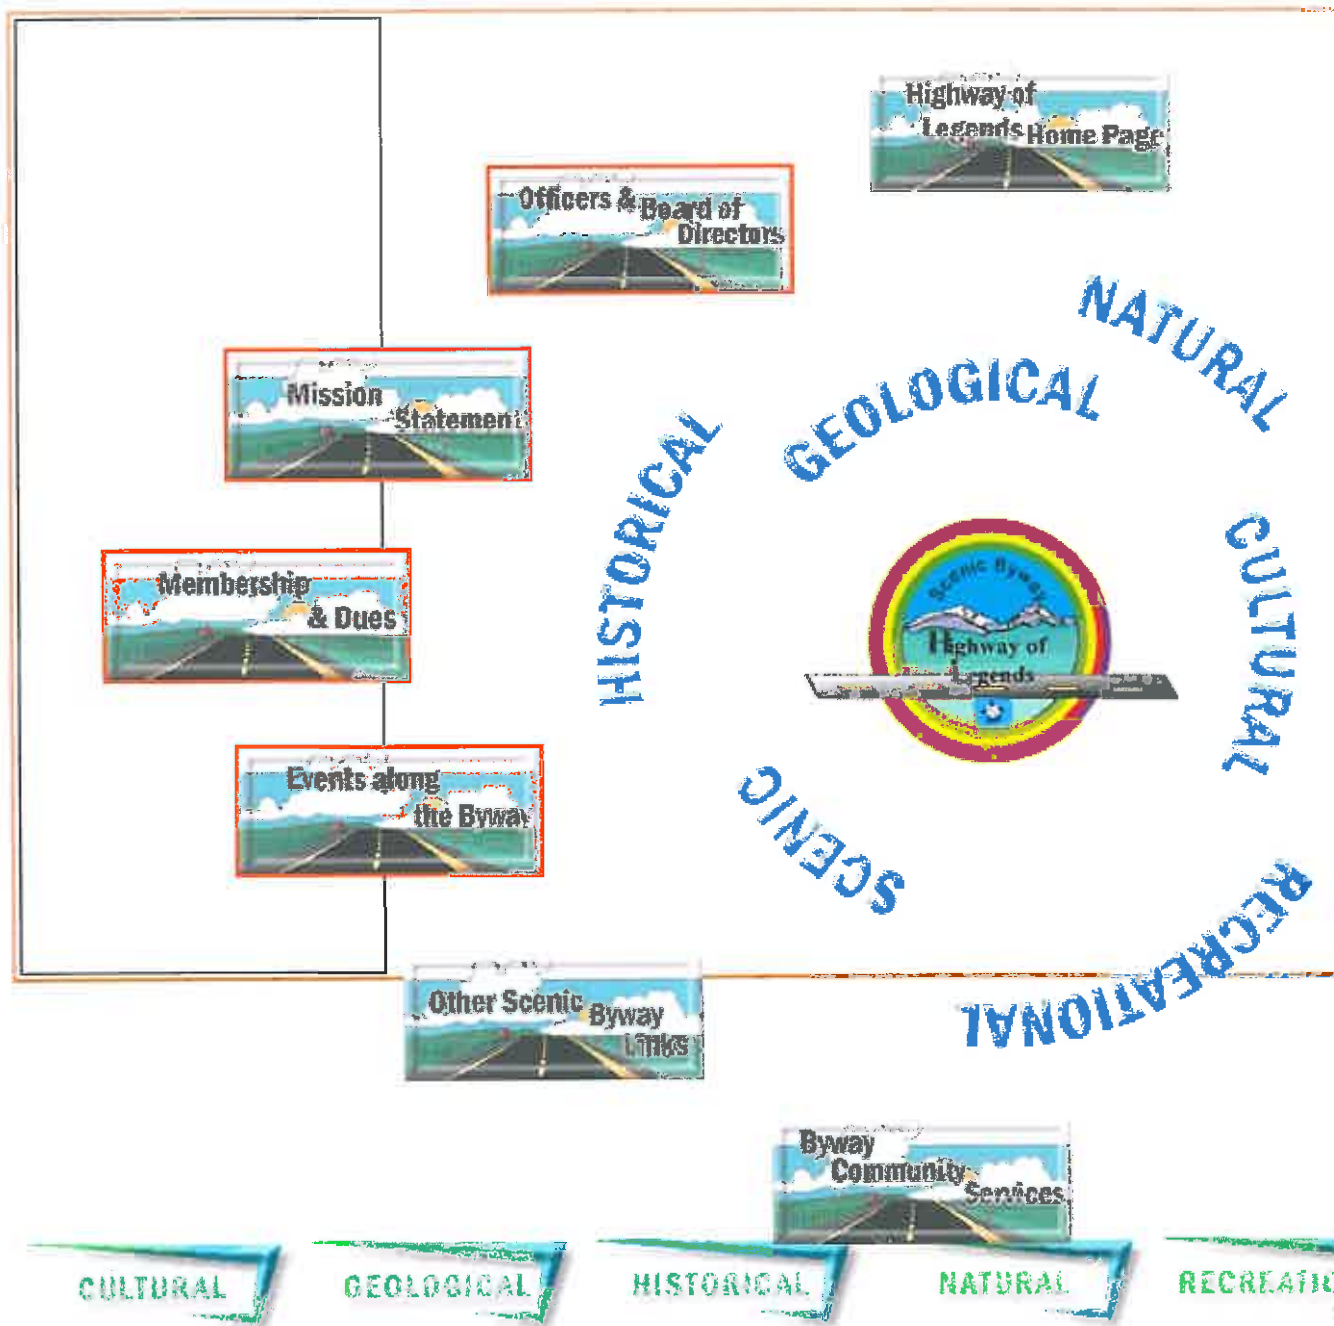 Highway of
Legends Home Page
Officers & Board of
Directors
NATURAL
GEOLOGICAL
HISTORICAL
Mission
Statement
CULTURAL
Scenic Byway
Highway of
Legends
Membership
& Dues
Events along
the Byway
SCENIC
RECREATIONAL
Other Scenic Byway
Links
Byway
Community
Services
CULTURAL
GEOLOGICAL
HISTORICAL
NATURAL
RECREATIO